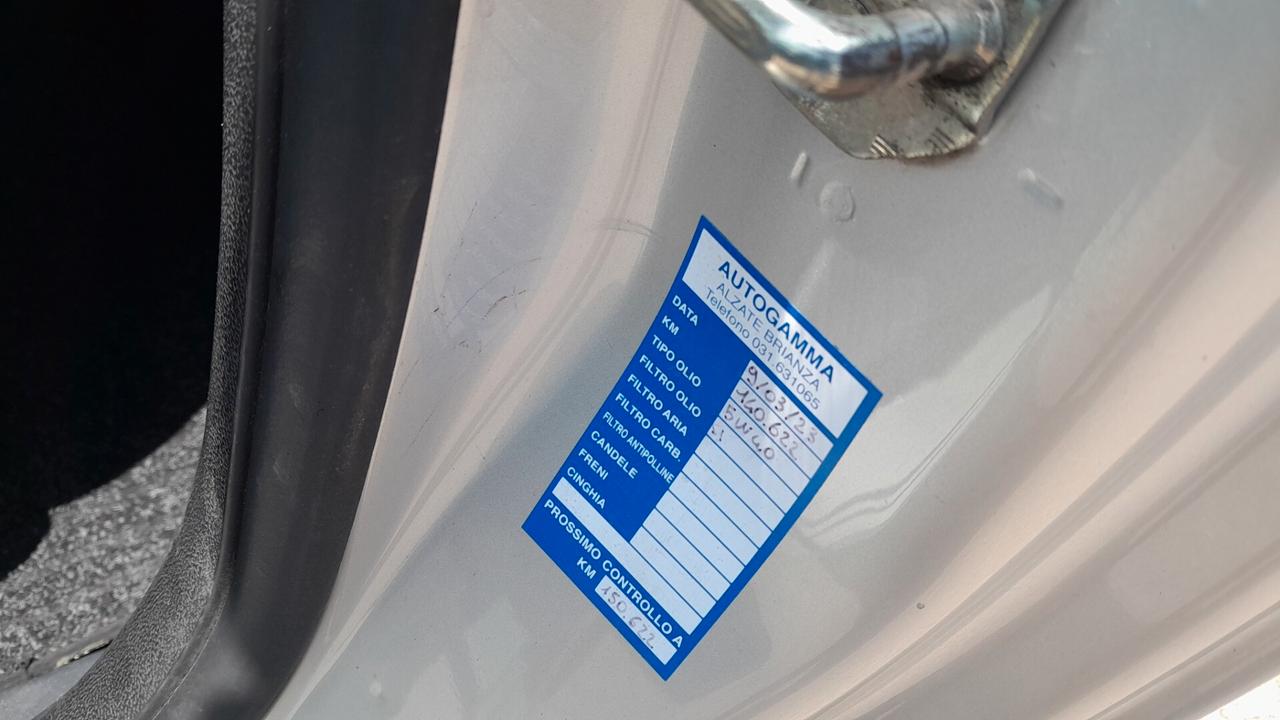 AUTOGAMMA
ALZATE BRIANZA
Telefono 031.631065
DATA 9/03/23
KM 140.622
TIPO OLIO 5W40
FILTRO OLIO
FILTRO ARIA
FILTRO CARB.
FILTRO ANTIPOLLINE
CANDELE
FRENI
CINGHIA
PROSSIMO CONTROLLO A
KM 150.622